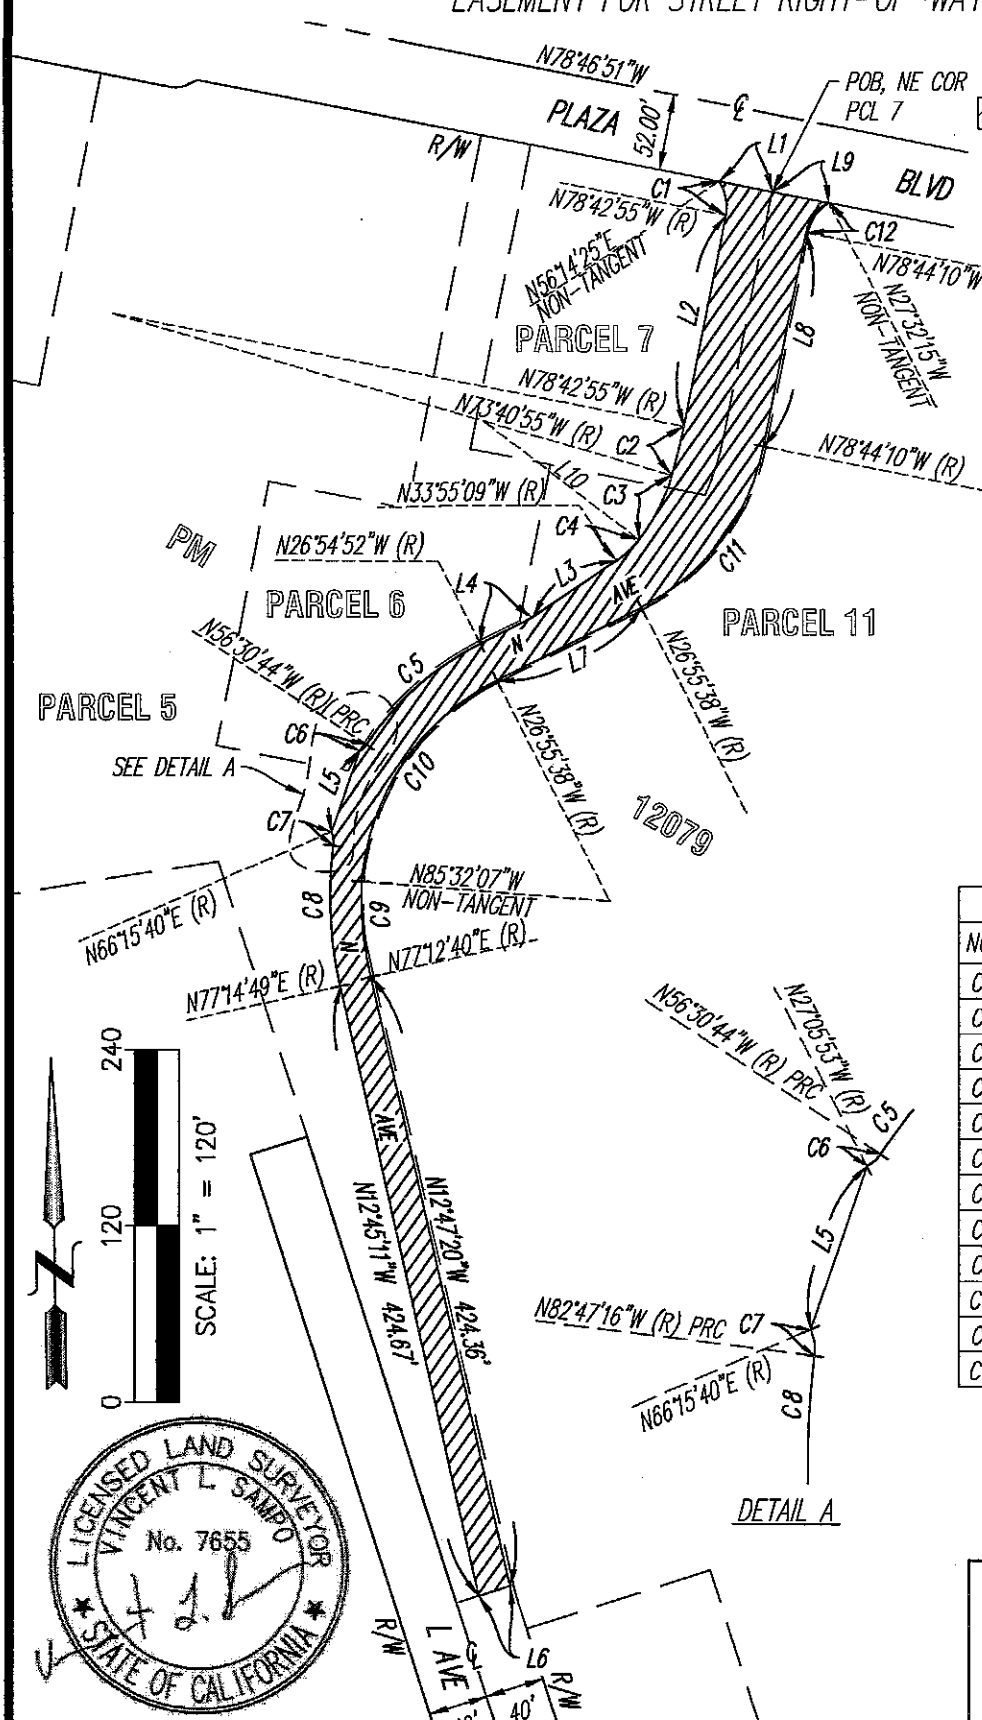 EASEMENT FOR STREET RIGHT-OF-WAY
N78°46'51"W
POB, NE COR
PCL 7
PLAZA
52.00'
℄
L1
L9
BLVD
R/W
C1
N78°42'55"W (R)
C12
N78°44'10"W
N56°14'25"E
NON-TANGENT
N27°32'15"W
NON-TANGENT
L2
L8
PARCEL 7
N78°42'55"W (R)
N73°40'55"W (R)
C2
N78°44'10"W (R)
L10
C3
N33°55'09"W (R)
C4
PM
N26°54'52"W (R)
L3
C11
L4
AVE
PARCEL 6
PARCEL 11
N
N56°30'44"W (R) PRC
C5
L7
N26°55'38"W (R)
PARCEL 5
C6
N26°55'38"W (R)
SEE DETAIL A
L5
C10
12079
C7
N85°32'07"W
NON-TANGENT
C8
C9
N66°15'40"E (R)
N
N77°12'40"E (R)
N77°14'49"E (R)
N56°30'44"W (R) PRC
N27°05'53"W (R)
240
C5
C6
AVE
120
SCALE: 1" = 120'
N12°45'11"W 424.67'
N12°47'20"W 424.36'
L5
N82°47'16"W (R) PRC
C7
N66°15'40"E (R)
C8
0
N
DETAIL A
LICENSED LAND SURVEYOR
VINCENT L. SAMPO
No. 7655
STATE OF CALIFORNIA
R/W
L AVE
℄
L6
R/W
40'